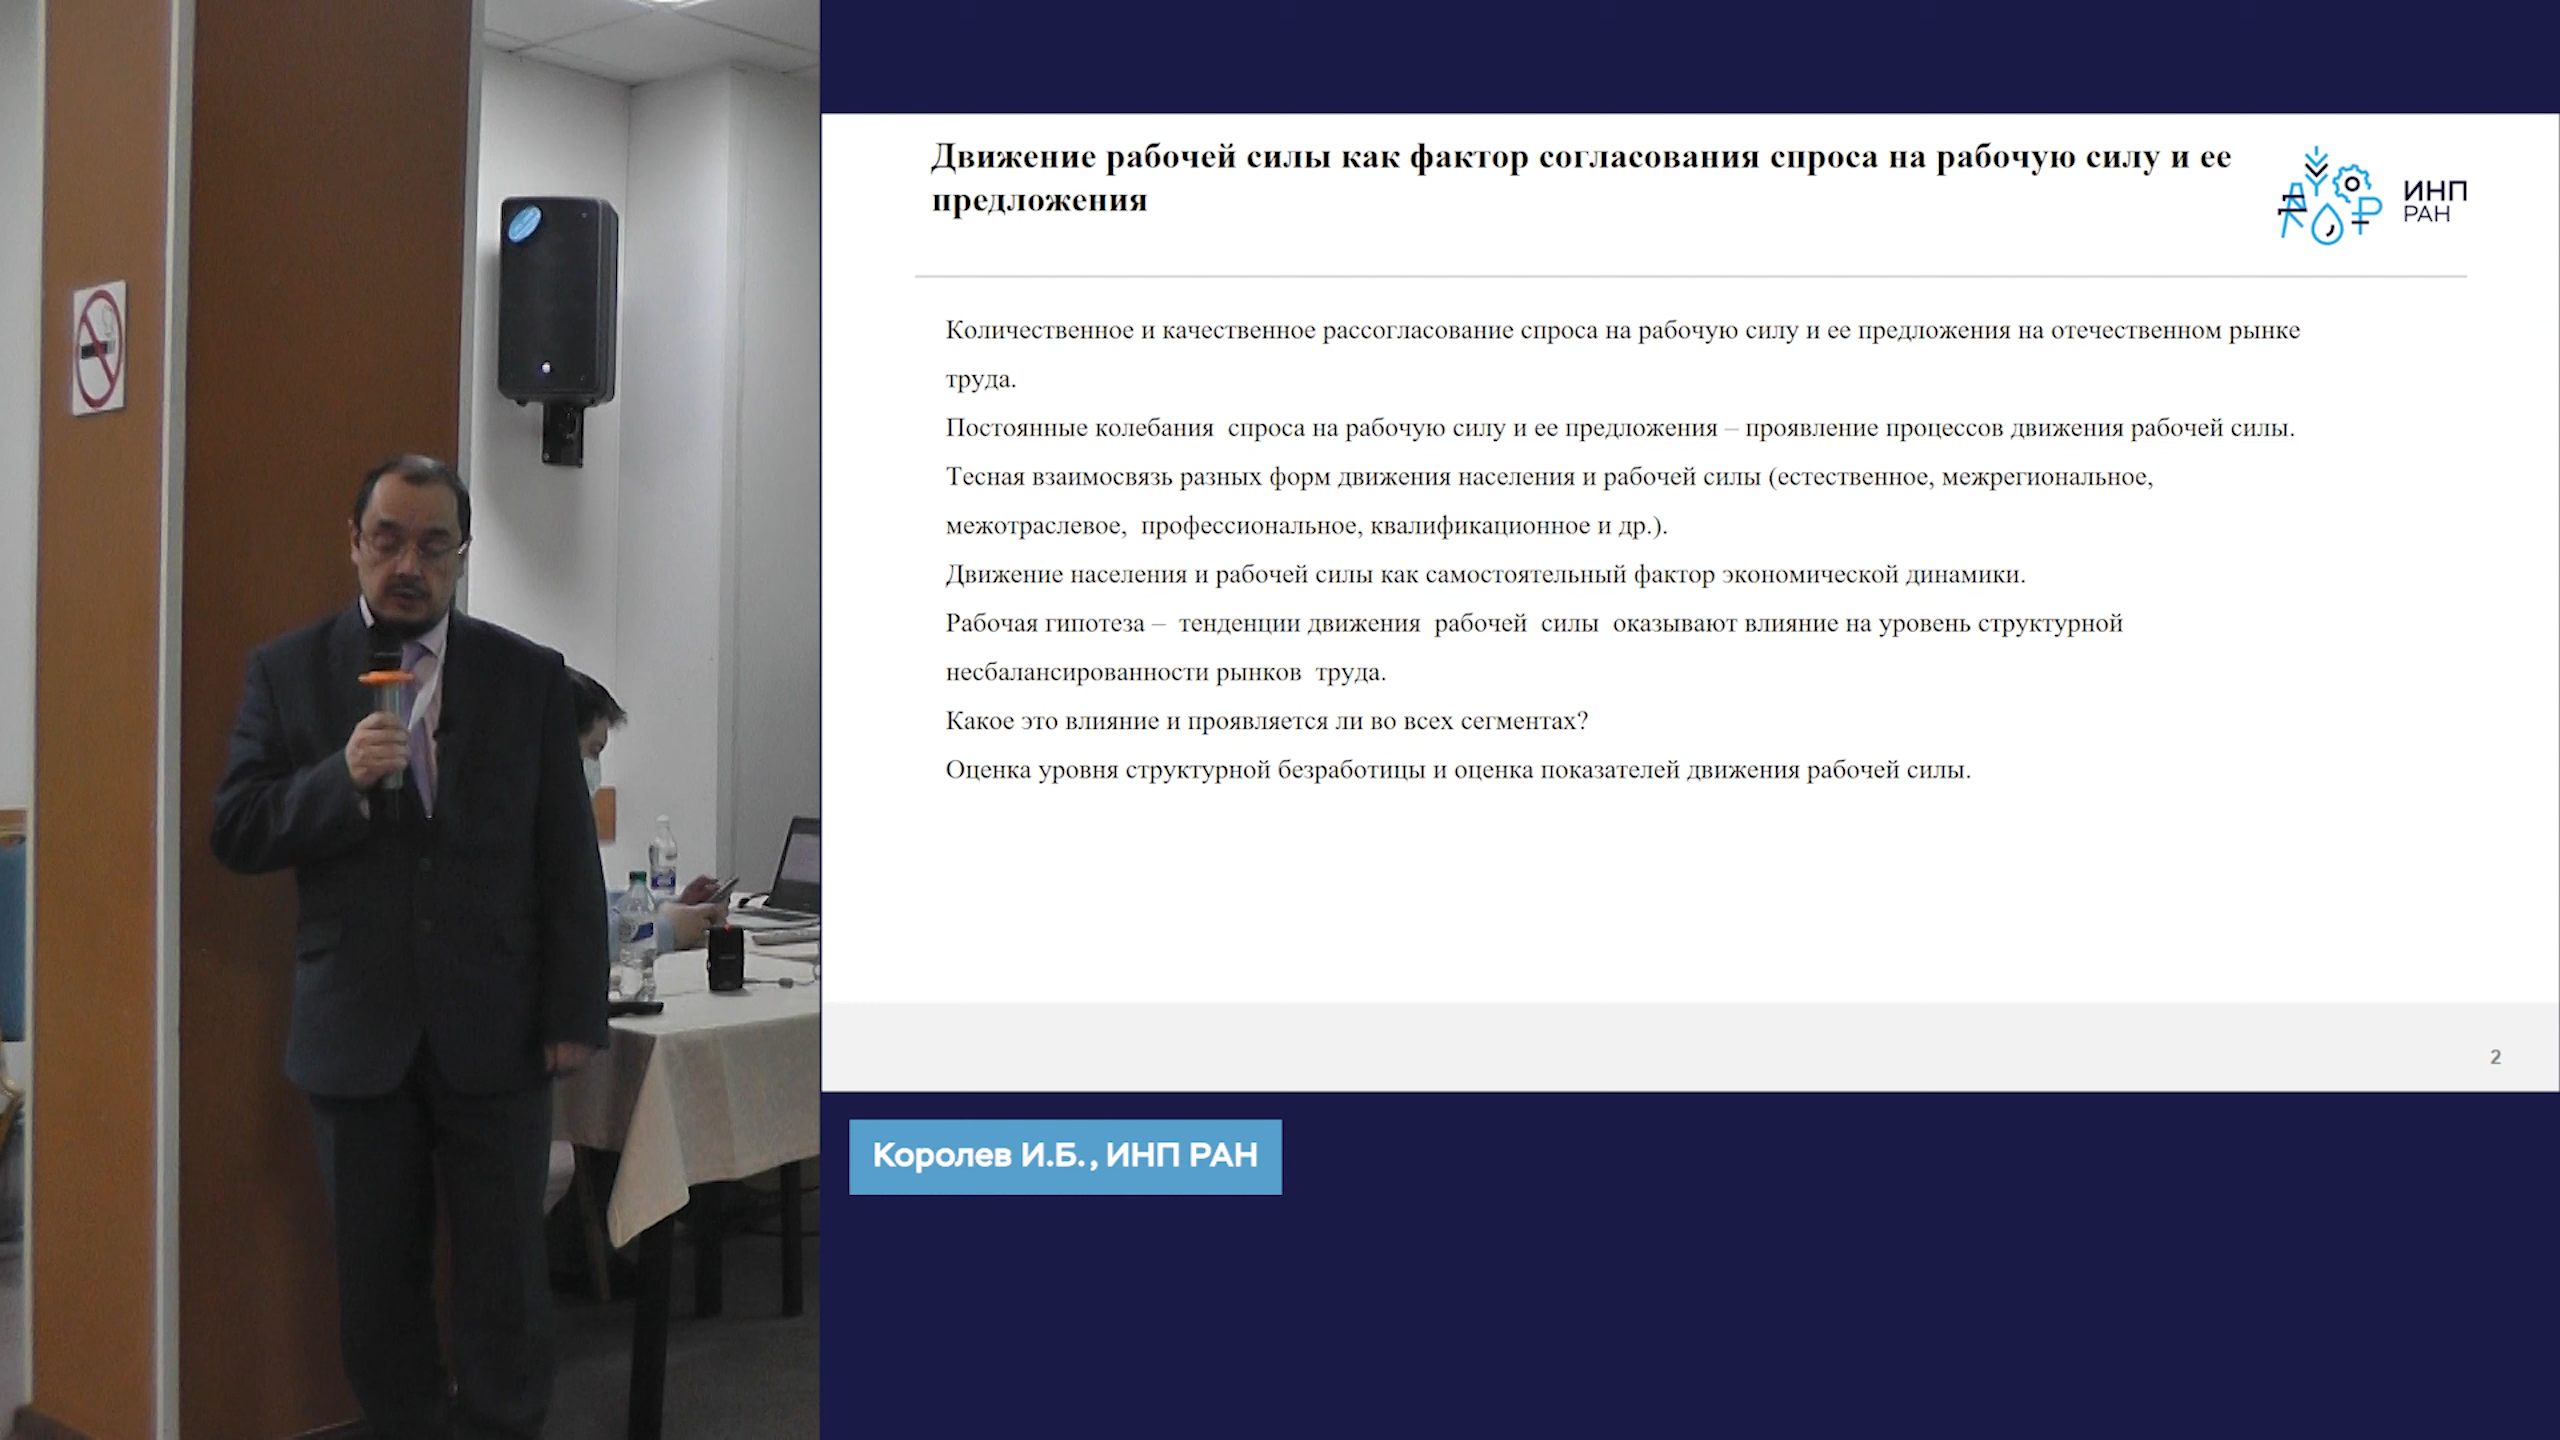 Движение рабочей силы как фактор согласования спроса на рабочую силу и ее
предложения
ИНП
РАН
Количественное и качественное рассогласование спроса на рабочую силу и ее предложения на отечественном рынке
труда.
Постоянные колебания  спроса на рабочую силу и ее предложения – проявление процессов движения рабочей силы.
Тесная взаимосвязь разных форм движения населения и рабочей силы (естественное, межрегиональное,
межотраслевое,  профессиональное, квалификационное и др.).
Движение населения и рабочей силы как самостоятельный фактор экономической динамики.
Рабочая гипотеза –  тенденции движения  рабочей  силы  оказывают влияние на уровень структурной
несбалансированности рынков  труда.
Какое это влияние и проявляется ли во всех сегментах?
Оценка уровня структурной безработицы и оценка показателей движения рабочей силы.
2
Королев И.Б., ИНП РАН